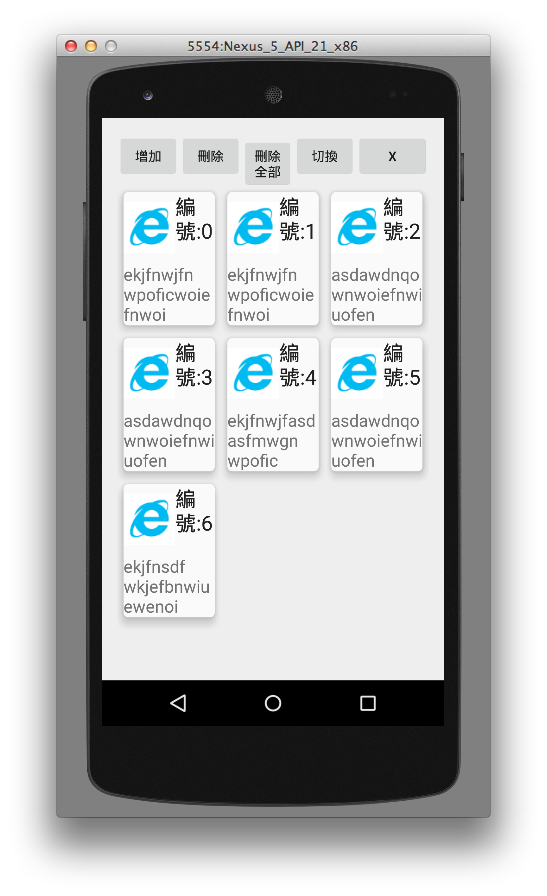 5554:Nexus_5_API_21_x86
增加
刪除
刪除
全部
切換
X
編
號:0
ekjfnwjfn
wpoficwoie
fnwoi
編
號:1
ekjfnwjfn
wpoficwoie
fnwoi
編
號:2
asdawdnqo
wnwoiefnwi
uofen
編
號:3
asdawdnqo
wnwoiefnwi
uofen
編
號:4
ekjfnwjfasd
asfmwgn
wpofic
編
號:5
asdawdnqo
wnwoiefnwi
uofen
編
號:6
ekjfnsdf
wkjefbnwiu
ewenoi